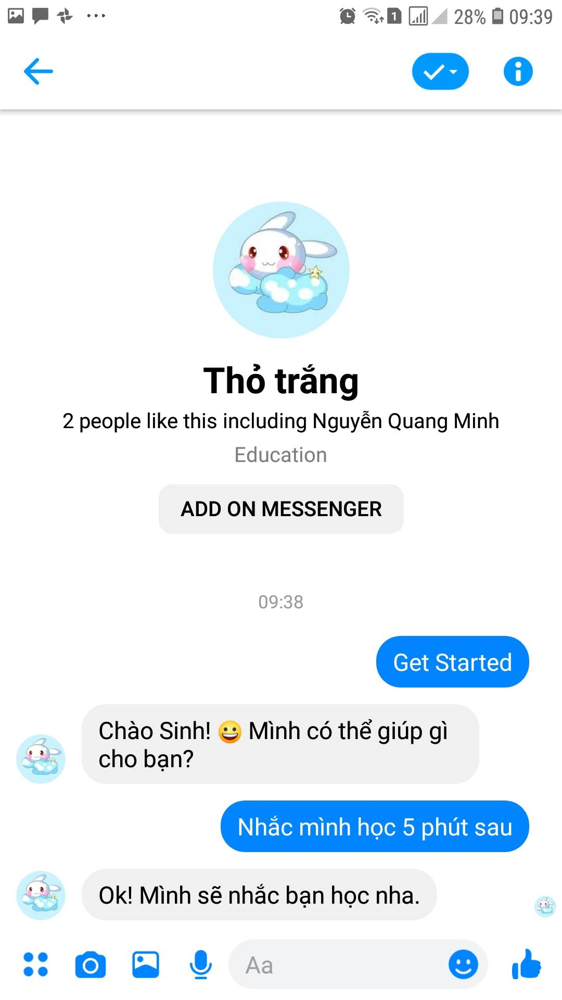 1 28% 09:39
Thỏ trắng
2 people like this including Nguyễn Quang Minh
Education
ADD ON MESSENGER
09:38
Get Started
Chào Sinh! 😀 Mình có thể giúp gì
cho bạn?
Nhắc mình học 5 phút sau
Ok! Mình sẽ nhắc bạn học nha.
Aa